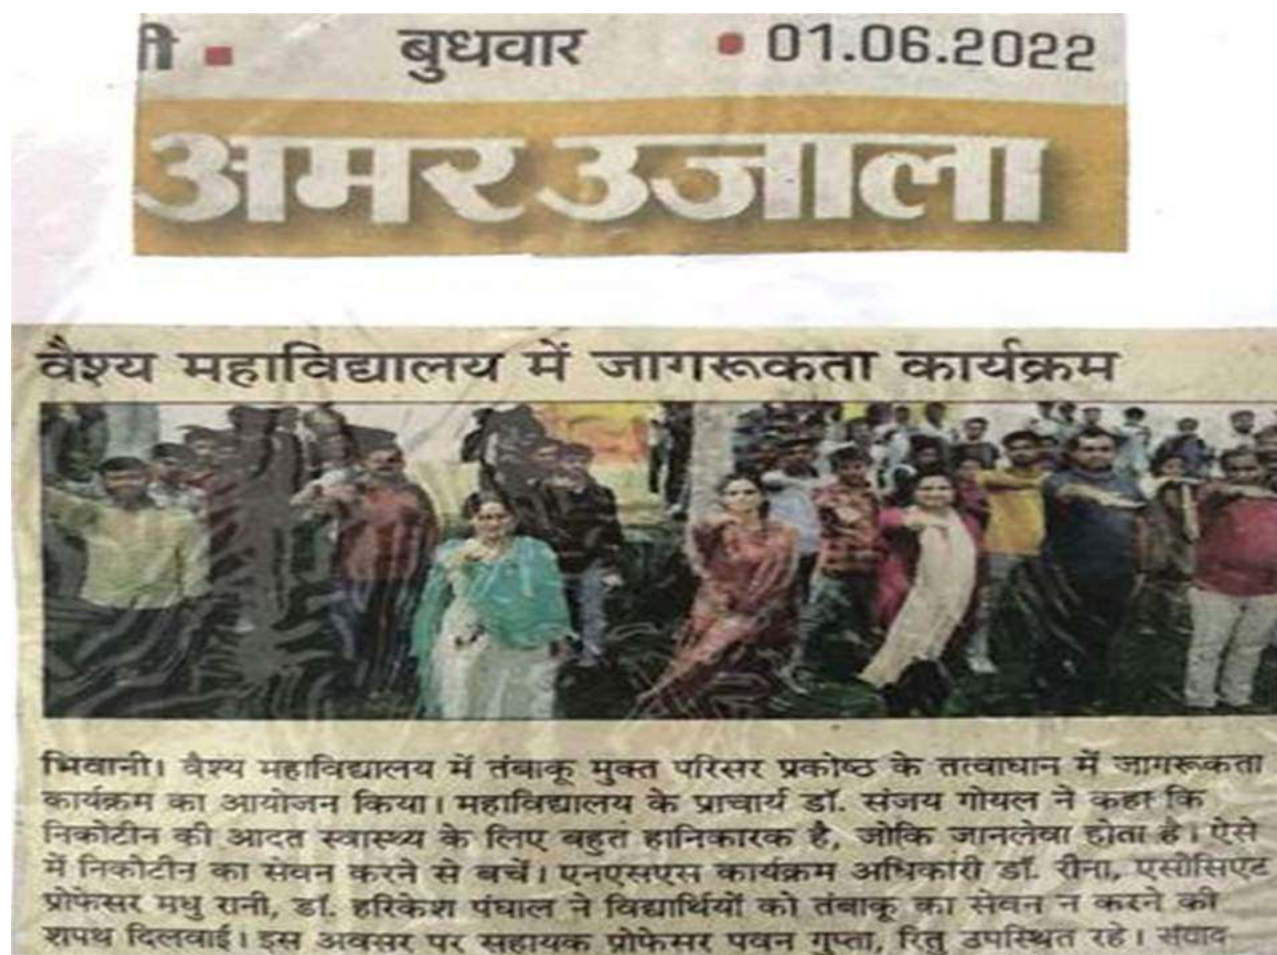 बुधवार • 01.06.2022
अमर उजाला
वैश्य महाविद्यालय में जागरूकता कार्यक्रम
भिवानी। वैश्य महाविद्यालय में तंबाकू मुक्त परिसर प्रकोष्ठ के तत्वाधान में जागरूकता
कार्यक्रम का आयोजन किया। महाविद्यालय के प्राचार्य डॉ. संजय गोयल ने कहा कि
निकोटीन की आदत स्वास्थ्य के लिए बहुत हानिकारक है, जोकि जानलेवा होता है। ऐसे
में निकोटीन का सेवन करने से बचें। एनएसएस कार्यक्रम अधिकारी डॉ. रीना, एसोसिएट
प्रोफेसर मधु रानी, डॉ. हरिकेश पंघाल ने विद्यार्थियों को तंबाकू का सेवन न करने की
शपथ दिलवाई। इस अवसर पर सहायक प्रोफेसर पवन गुप्ता, रितु उपस्थित रहे। संवाद